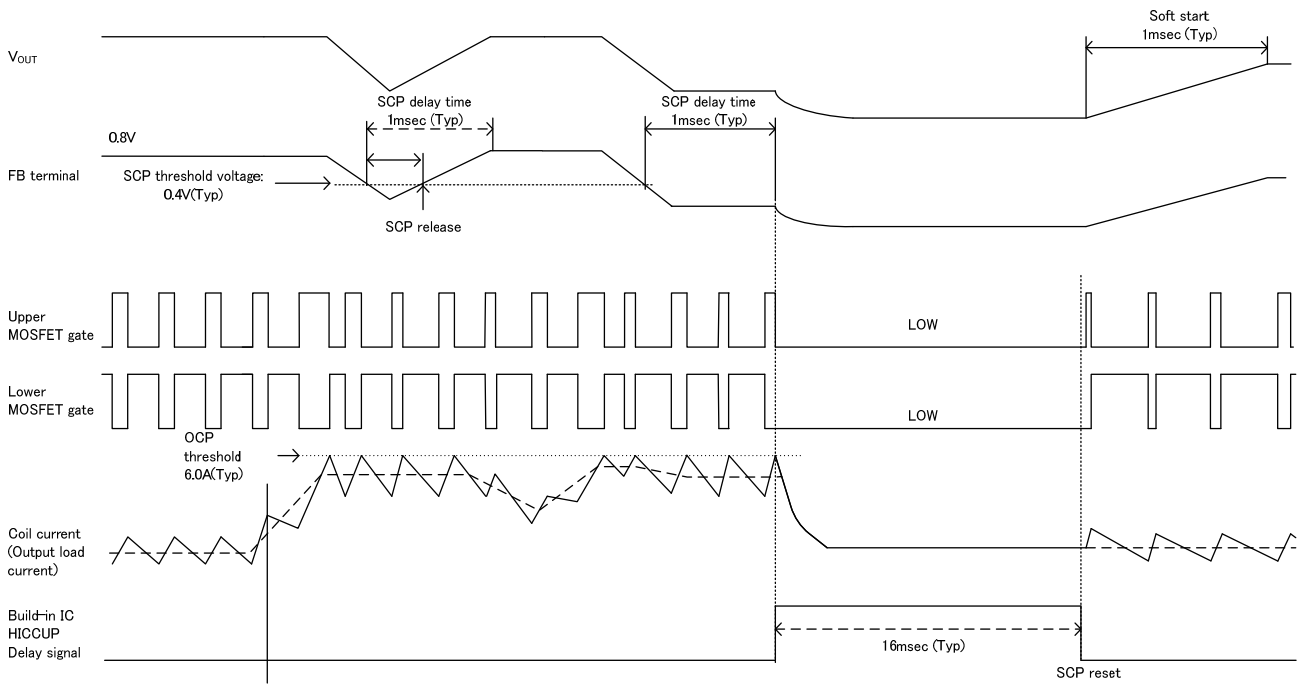 Soft start
1msec (Typ)
VOUT
SCP delay time
1msec (Typ)
SCP delay time
1msec (Typ)
0.8V
FB terminal
SCP threshold voltage:
0.4V(Typ)
SCP release
Upper
MOSFET gate
LOW
Lower
MOSFET gate
LOW
OCP
threshold
6.0A(Typ)
Coil current
(Output load
current)
Build-in IC
HICCUP
Delay signal
16msec (Typ)
SCP reset